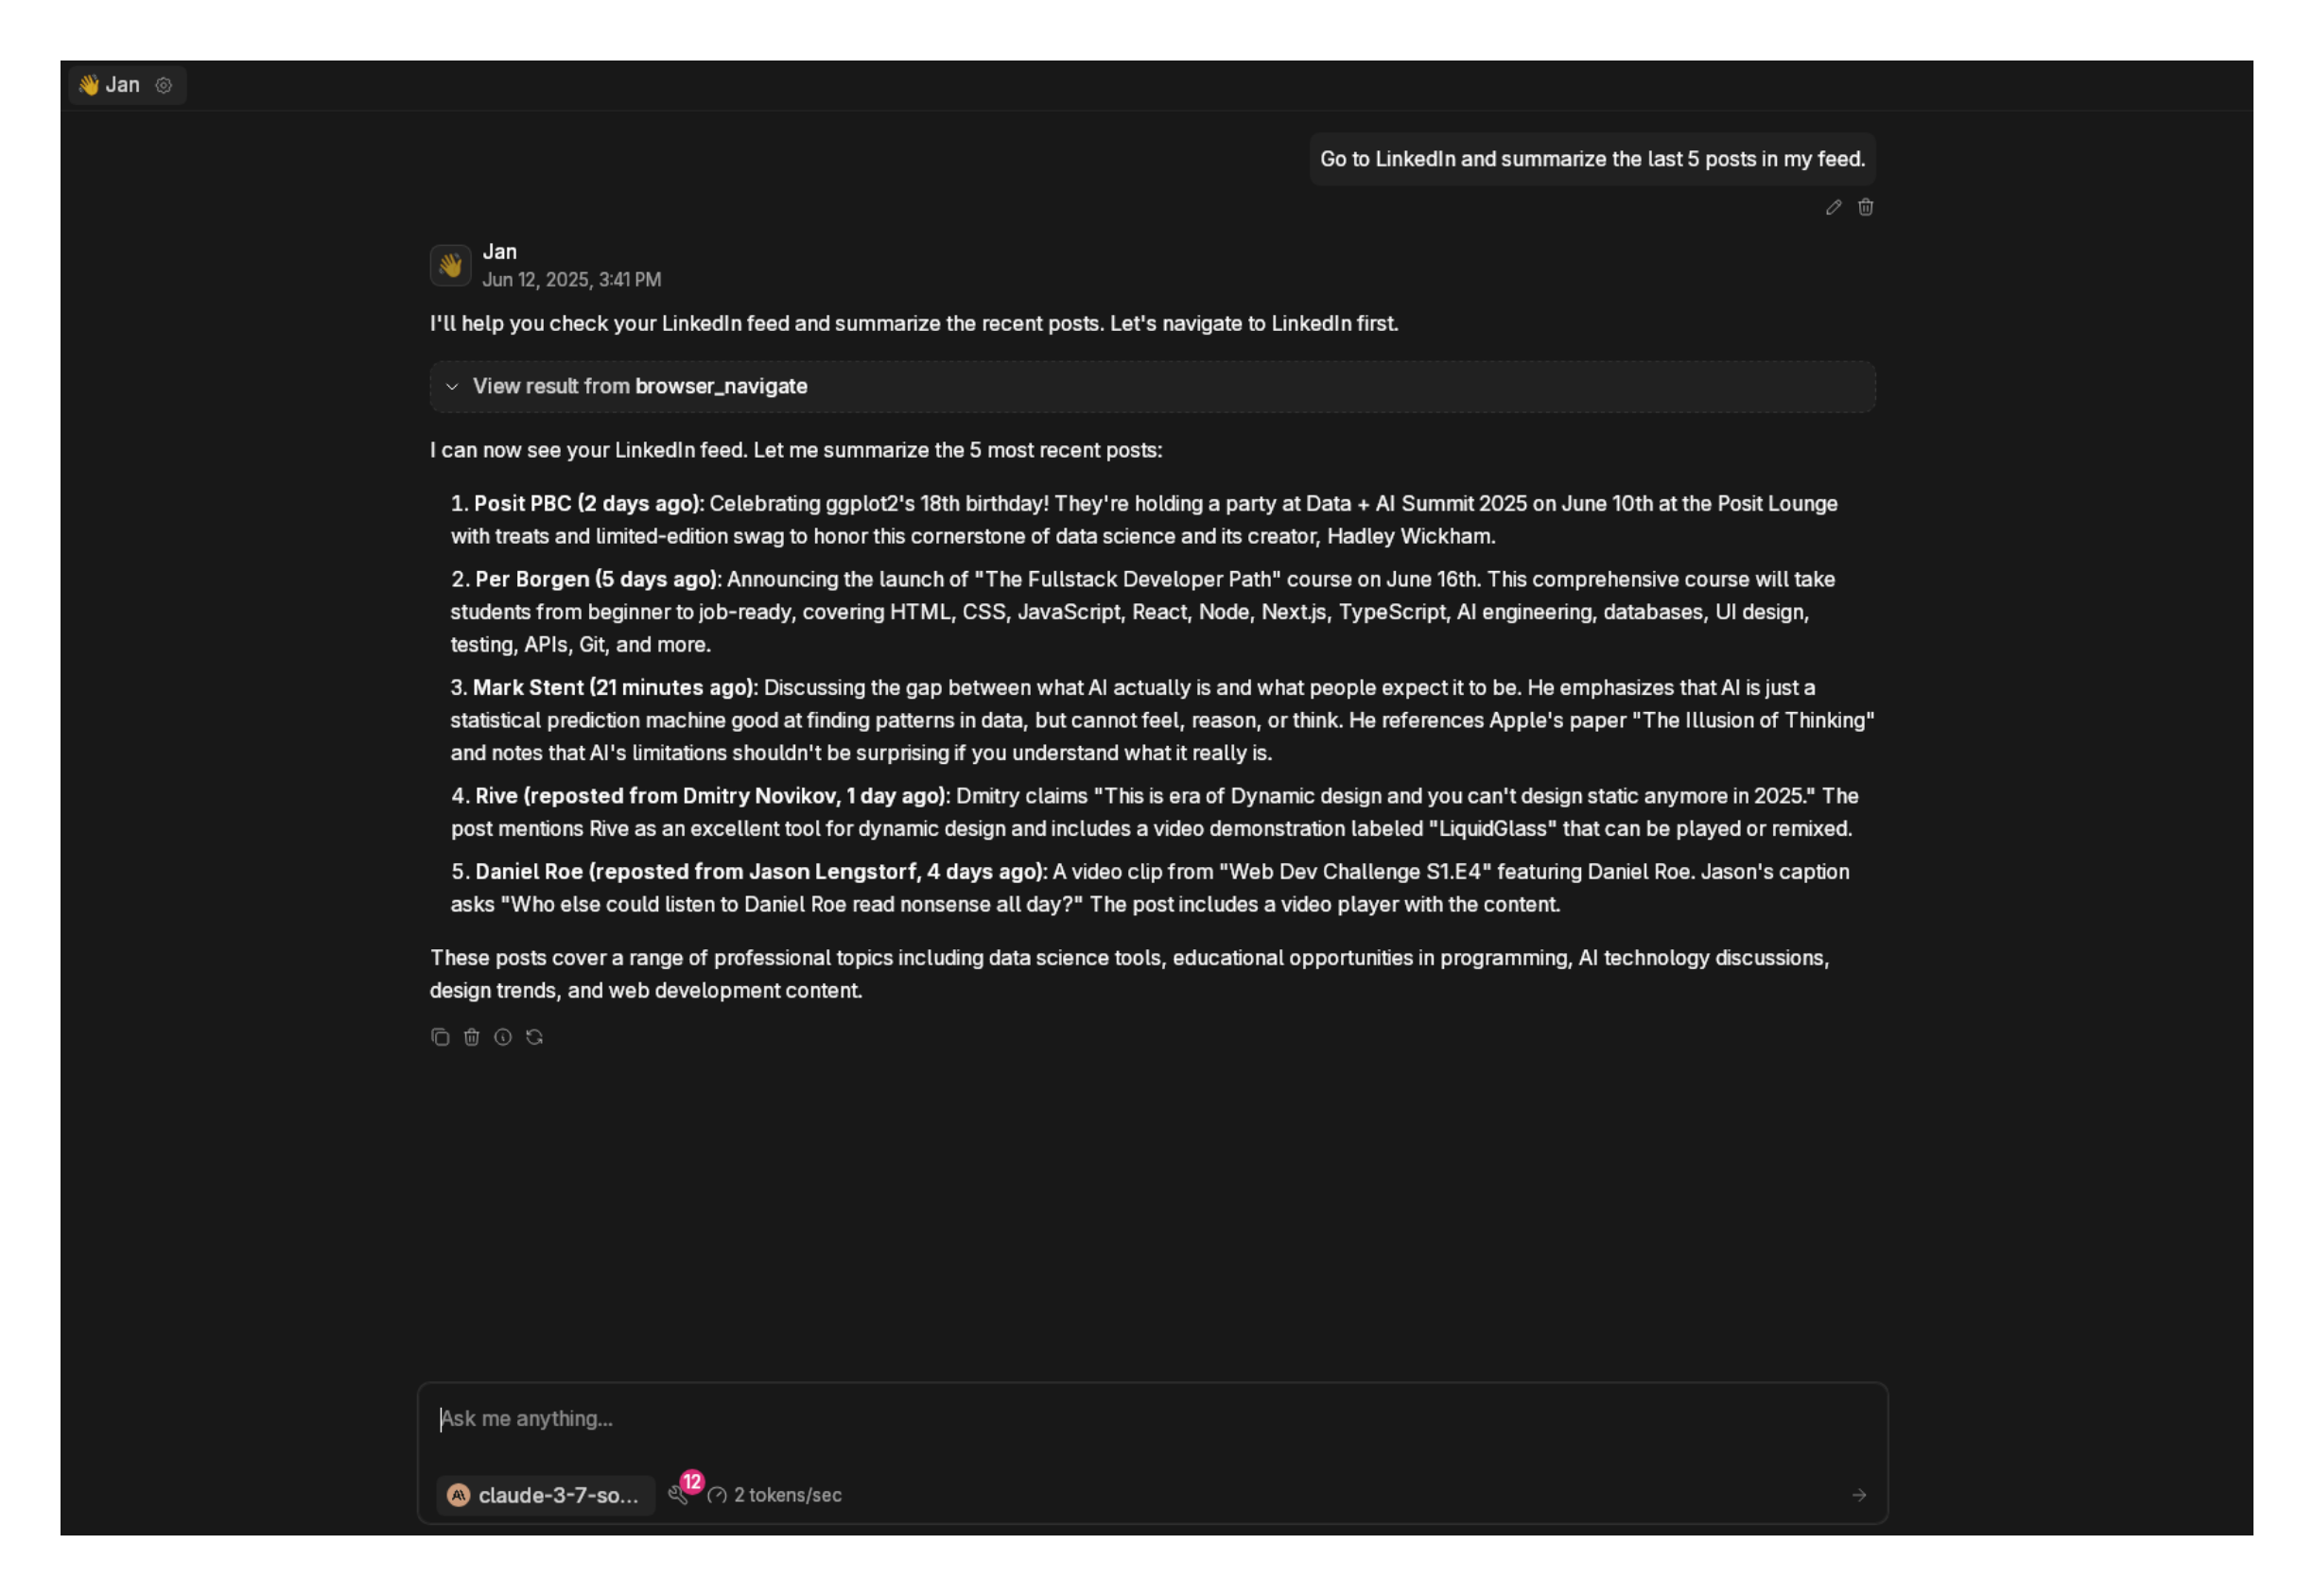 👋 Jan
Go to LinkedIn and summarize the last 5 posts in my feed.
Jan
Jun 12, 2025, 3:41 PM
I'll help you check your LinkedIn feed and summarize the recent posts. Let's navigate to LinkedIn first.
View result from browser_navigate
I can now see your LinkedIn feed. Let me summarize the 5 most recent posts:
1. Posit PBC (2 days ago): Celebrating ggplot2's 18th birthday! They're holding a party at Data + AI Summit 2025 on June 10th at the Posit Lounge
with treats and limited-edition swag to honor this cornerstone of data science and its creator, Hadley Wickham.
2. Per Borgen (5 days ago): Announcing the launch of "The Fullstack Developer Path" course on June 16th. This comprehensive course will take
students from beginner to job-ready, covering HTML, CSS, JavaScript, React, Node, Next.js, TypeScript, AI engineering, databases, UI design,
testing, APIs, Git, and more.
3. Mark Stent (21 minutes ago): Discussing the gap between what AI actually is and what people expect it to be. He emphasizes that AI is just a
statistical prediction machine good at finding patterns in data, but cannot feel, reason, or think. He references Apple's paper "The Illusion of Thinking"
and notes that AI's limitations shouldn't be surprising if you understand what it really is.
4. Rive (reposted from Dmitry Novikov, 1 day ago): Dmitry claims "This is era of Dynamic design and you can't design static anymore in 2025." The
post mentions Rive as an excellent tool for dynamic design and includes a video demonstration labeled "LiquidGlass" that can be played or remixed.
5. Daniel Roe (reposted from Jason Lengstorf, 4 days ago): A video clip from "Web Dev Challenge S1.E4" featuring Daniel Roe. Jason's caption
asks "Who else could listen to Daniel Roe read nonsense all day?" The post includes a video player with the content.
These posts cover a range of professional topics including data science tools, educational opportunities in programming, AI technology discussions,
design trends, and web development content.
Ask me anything...
claude-3-7-so... 12 2 tokens/sec